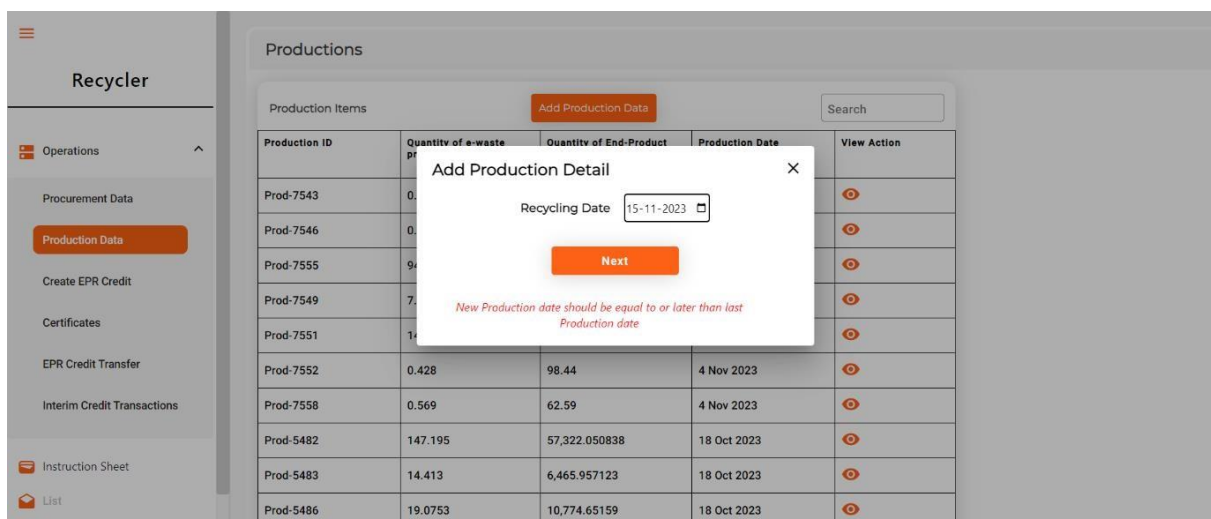 Productions
Recycler
Production Items
Add Production Data
Search
Operations
Production ID
Quantity of e-waste
Quantity of End-Product
Production Date
View Action
Add Production Detail
Procurement Data
Prod-7543
0.
Recycling Date
15-11-2023
Production Data
Prod-7546
0.
Next
Create EPR Credit
Prod-7555
Prod-7549
7.
New Production date should be equal to or later than last
Production date
Certificates
Prod-7551
EPR Credit Transfer
Prod-7552 0.428 98.44 4 Nov 2023
Interim Credit Transactions
Prod-7558 0.569 62.59 4 Nov 2023
Prod-5482 147.195 57,322.050838 18 Oct 2023
Instruction Sheet
Prod-5483 14.413 6,465.957123 18 Oct 2023
List
Prod-5486 19.0753 10,774.65159 18 Oct 2023